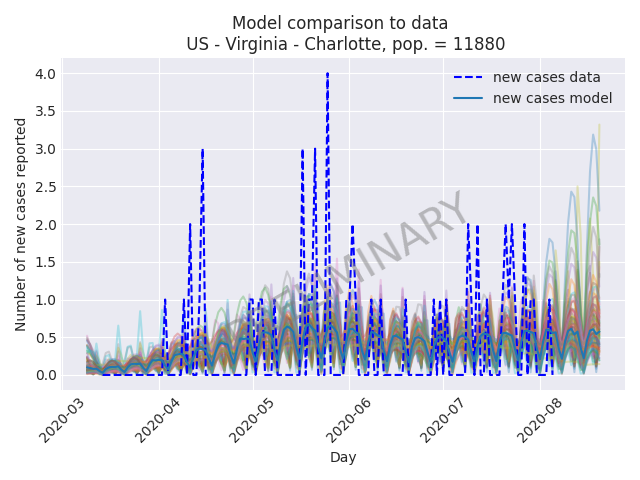 Model comparison to data
US - Virginia - Charlotte, pop. = 11880
new cases data
new cases model
Number of new cases reported
4.0
3.5
3.0
2.5
2.0
1.5
1.0
0.5
0.0
PRELIMINARY
2020-03
2020-04
2020-05
2020-06
2020-07
2020-08
Day